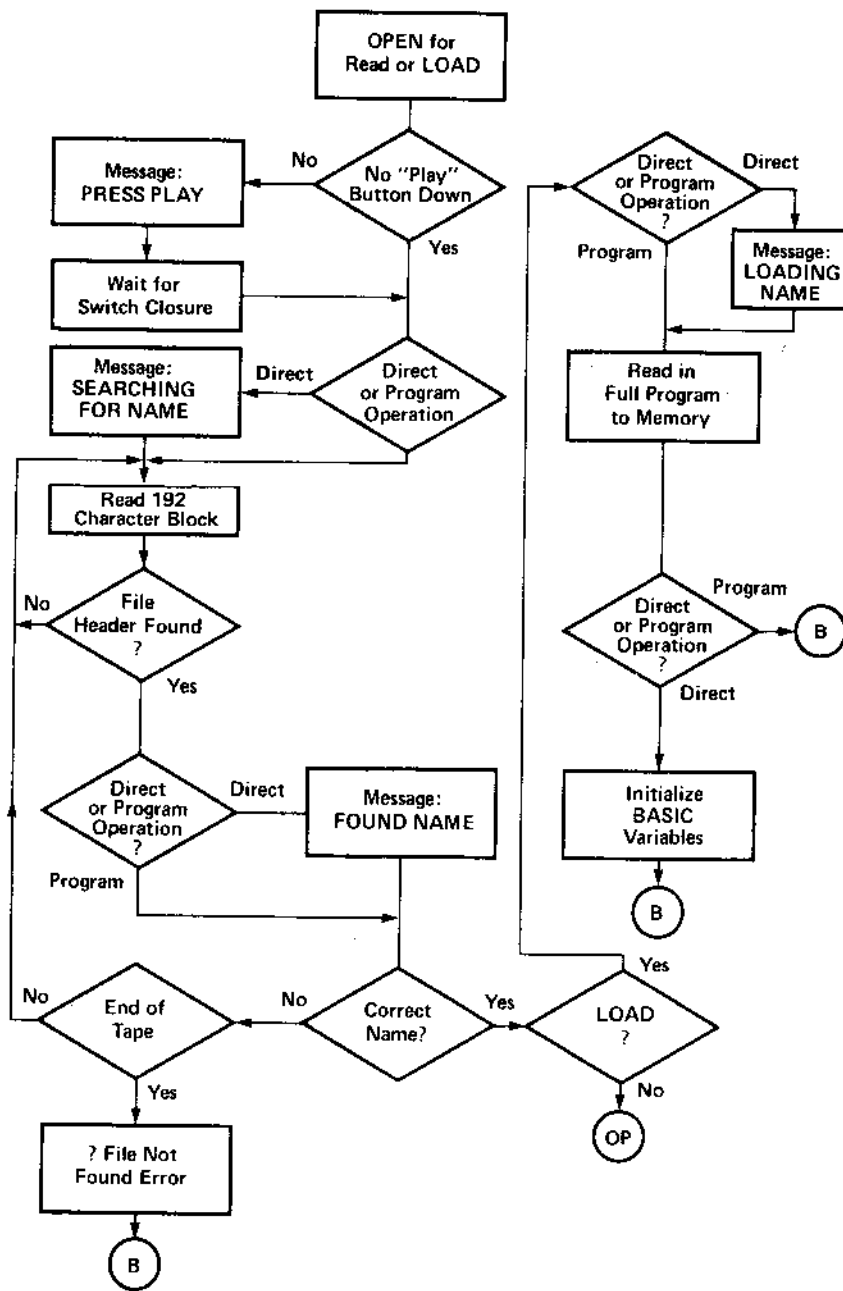 OPEN for
Read or LOAD
No "Play"
Button Down
No
Yes
Message:
PRESS PLAY
Wait for
Switch Closure
Direct
or Program
Operation
Direct
Message:
SEARCHING
FOR NAME
Read 192
Character Block
File
Header Found
?
No
Yes
Direct
or Program
Operation
?
Direct
Program
Message:
FOUND NAME
Correct
Name?
No
Yes
End of
Tape
No
Yes
? File Not
Found Error
B
LOAD
?
Yes
No
OP
Direct
or Program
Operation
?
Direct
Program
Message:
LOADING
NAME
Read in
Full Program
to Memory
Direct
or Program
Operation
?
Program
B
Direct
Initialize
BASIC
Variables
B